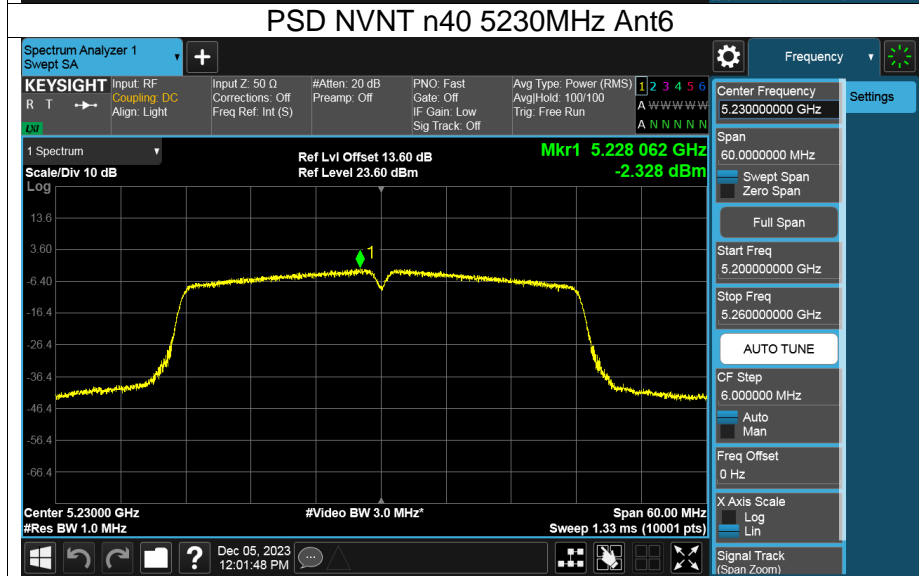 PSD NVNT n40 5230MHz Ant6
Spectrum Analyzer 1
Swept SA
Frequency
KEYSIGHT
R T
LXI
Input: RF
Coupling: DC
Align: Light
Input Z: 50 Ω
Corrections: Off
Freq Ref: Int (S)
#Atten: 20 dB
Preamp: Off
PNO: Fast
Gate: Off
IF Gain: Low
Sig Track: Off
Avg Type: Power (RMS)
Avg|Hold: 100/100
Trig: Free Run
1 2 3 4 5 6
A W W W W W
A N N N N N
1 Spectrum
Scale/Div 10 dB
Ref Lvl Offset 13.60 dB
Ref Level 23.60 dBm
Mkr1 5.228 062 GHz
-2.328 dBm
Log
13.6
3.60
-6.40
-16.4
-26.4
-36.4
-46.4
-56.4
-66.4
1
Center 5.23000 GHz
#Res BW 1.0 MHz
#Video BW 3.0 MHz*
Span 60.00 MHz
Sweep 1.33 ms (10001 pts)
Dec 05, 2023
12:01:48 PM
Center Frequency
5.230000000 GHz
Span
60.0000000 MHz
Swept Span
Zero Span
Full Span
Start Freq
5.200000000 GHz
Stop Freq
5.260000000 GHz
AUTO TUNE
CF Step
6.000000 MHz
Auto
Man
Freq Offset
0 Hz
X Axis Scale
Log
Lin
Signal Track
(Span Zoom)
Settings